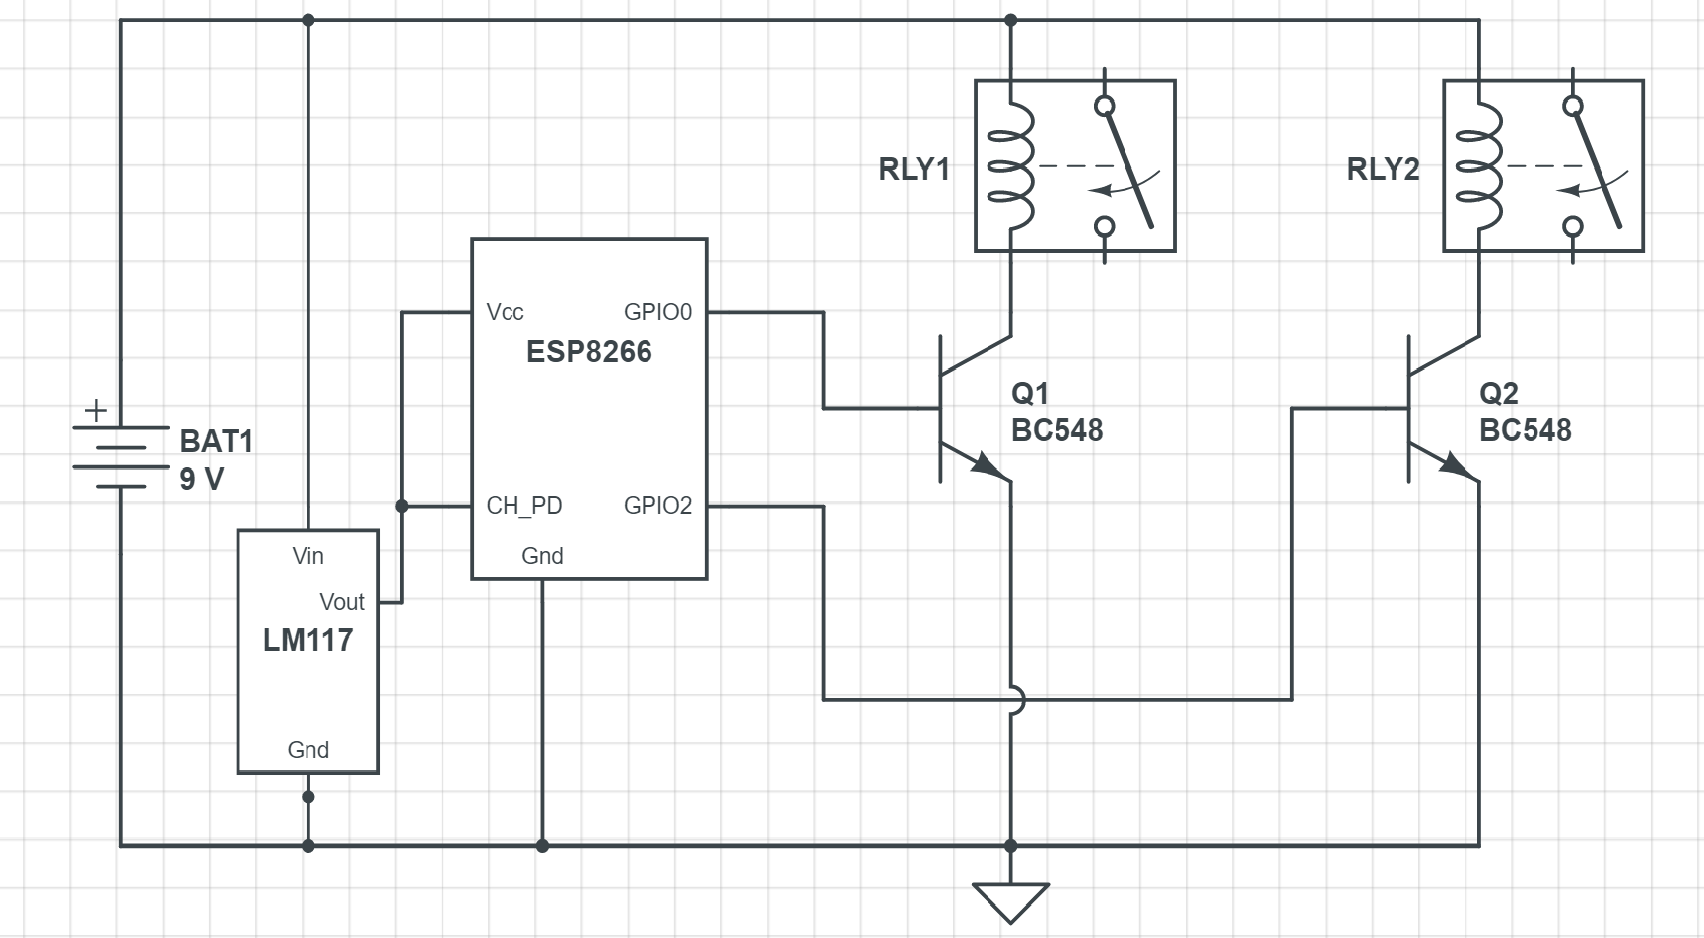 RLY1
RLY2
Vcc
GPIO0
ESP8266
Q1
BC548
Q2
BC548
+
BAT1
9 V
CH_PD
GPIO2
Gnd
Vin
Vout
LM117
Gnd